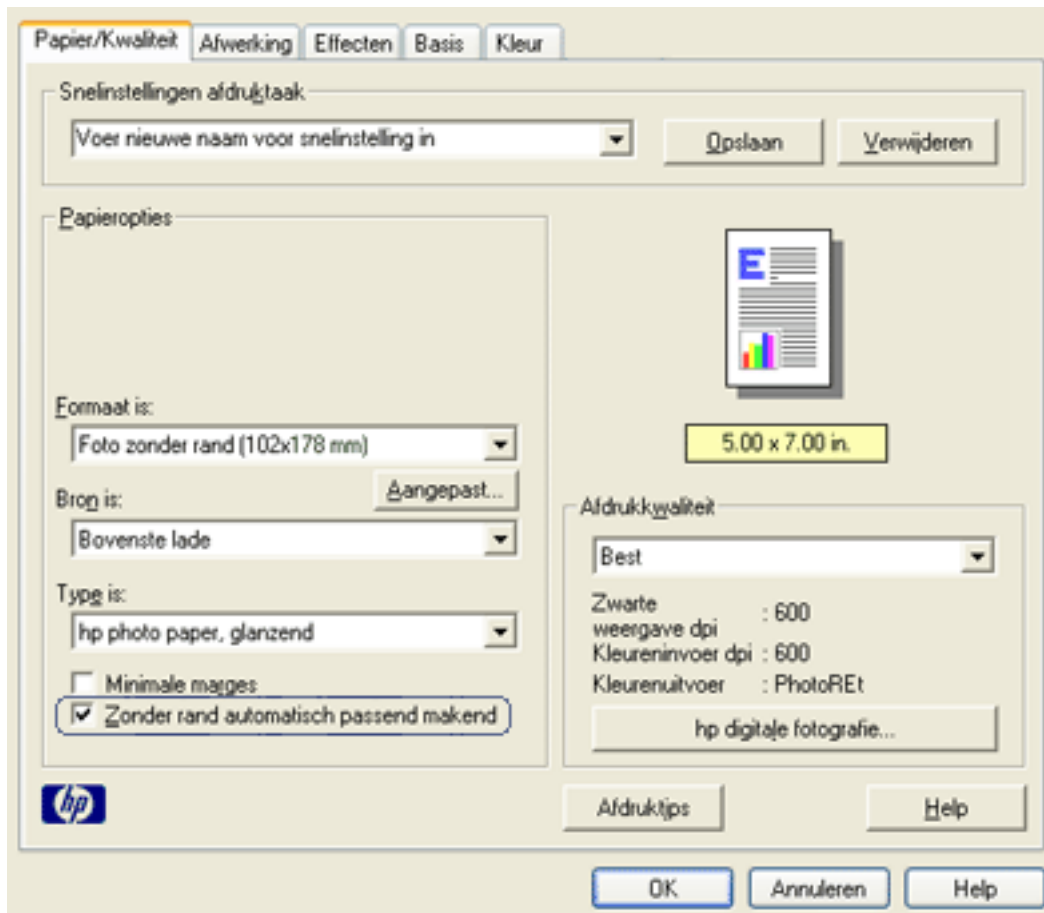 Papier/Kwaliteit Afwerking Effecten Basis Kleur
Snelinstellingen afdruktaak
Voer nieuwe naam voor snelinstelling in Opslaan Verwijderen
Papieropties
E
Formaat is:
Foto zonder rand (102x178 mm)
5.00 x 7.00 in.
Aangepast...
Bron is:
Bovenste lade
Type is:
hp photo paper, glanzend
Minimale marges
Zonder rand automatisch passend makend
Afdrukkwaliteit
Best
Zwarte
weergave dpi : 600
Kleureninvoer dpi : 600
Kleurenuitvoer : PhotoREt
hp digitale fotografie...
hp
Afdruktips Help
OK Annuleren Help